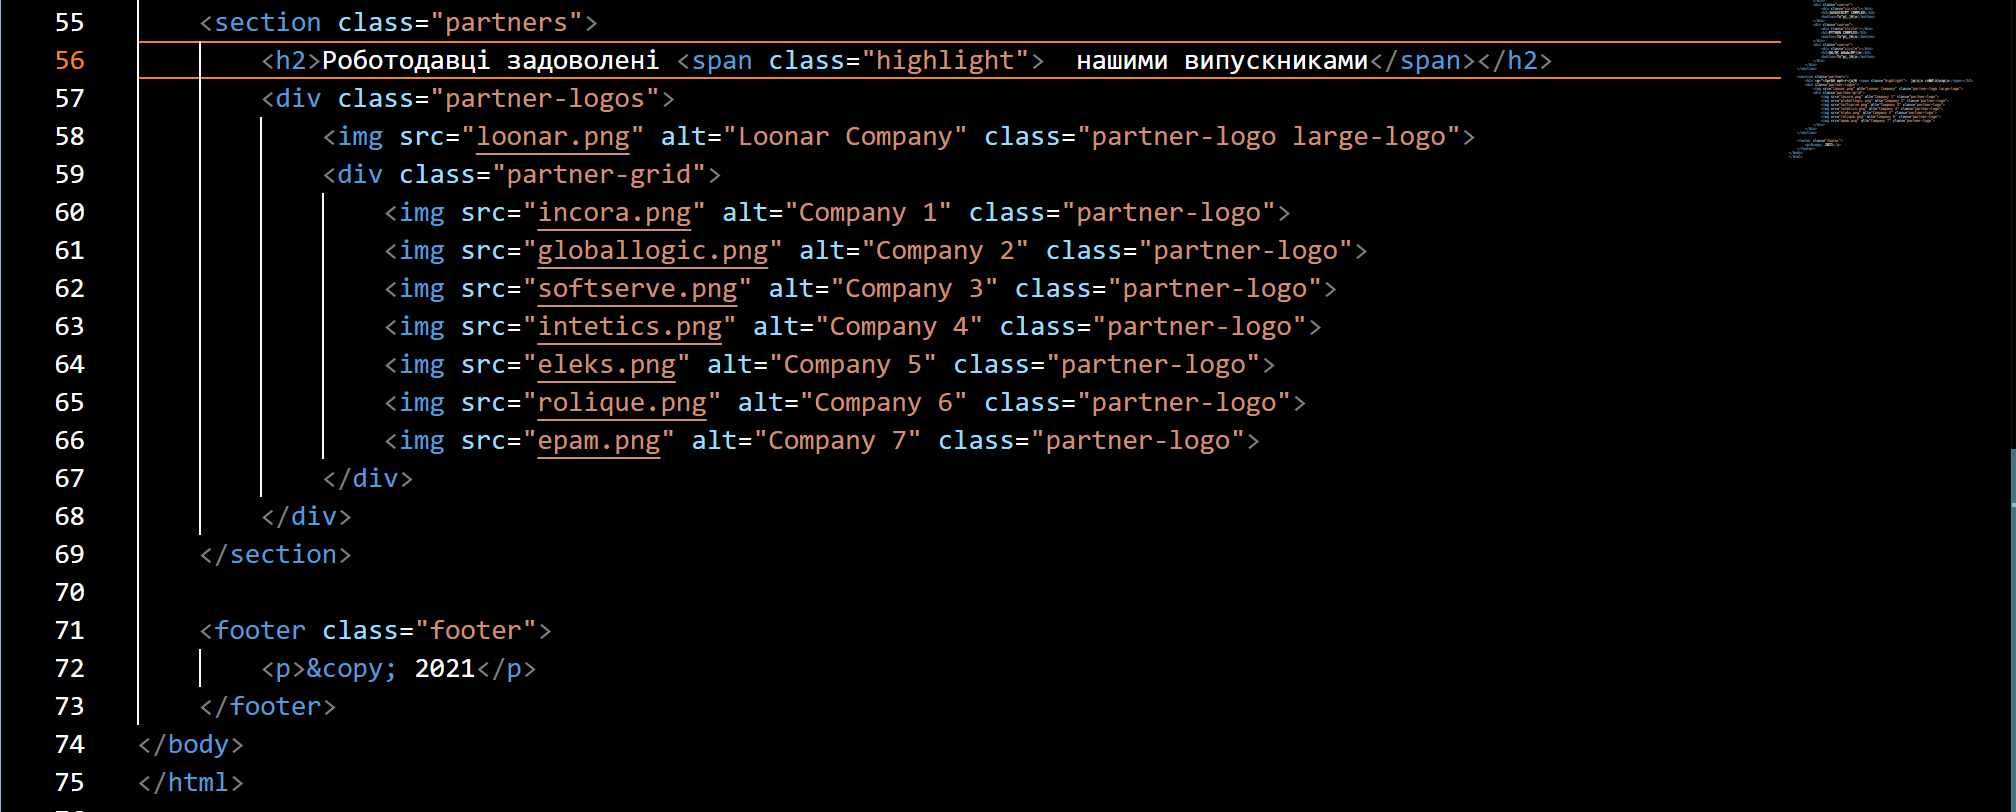 55 <section class="partners">
56 <h2>Роботодавці задоволені <span class="highlight">  нашими випускниками</span></h2>
57 <div class="partner-logos">
58 <img src="loonar.png" alt="Loonar Company" class="partner-logo large-logo">
59 <div class="partner-grid">
60 <img src="incora.png" alt="Company 1" class="partner-logo">
61 <img src="globallogic.png" alt="Company 2" class="partner-logo">
62 <img src="softserve.png" alt="Company 3" class="partner-logo">
63 <img src="intetics.png" alt="Company 4" class="partner-logo">
64 <img src="eleks.png" alt="Company 5" class="partner-logo">
65 <img src="rolique.png" alt="Company 6" class="partner-logo">
66 <img src="epam.png" alt="Company 7" class="partner-logo">
67 </div>
68 </div>
69 </section>
70
71 <footer class="footer">
72 <p>&copy; 2021</p>
73 </footer>
74 </body>
75 </html>